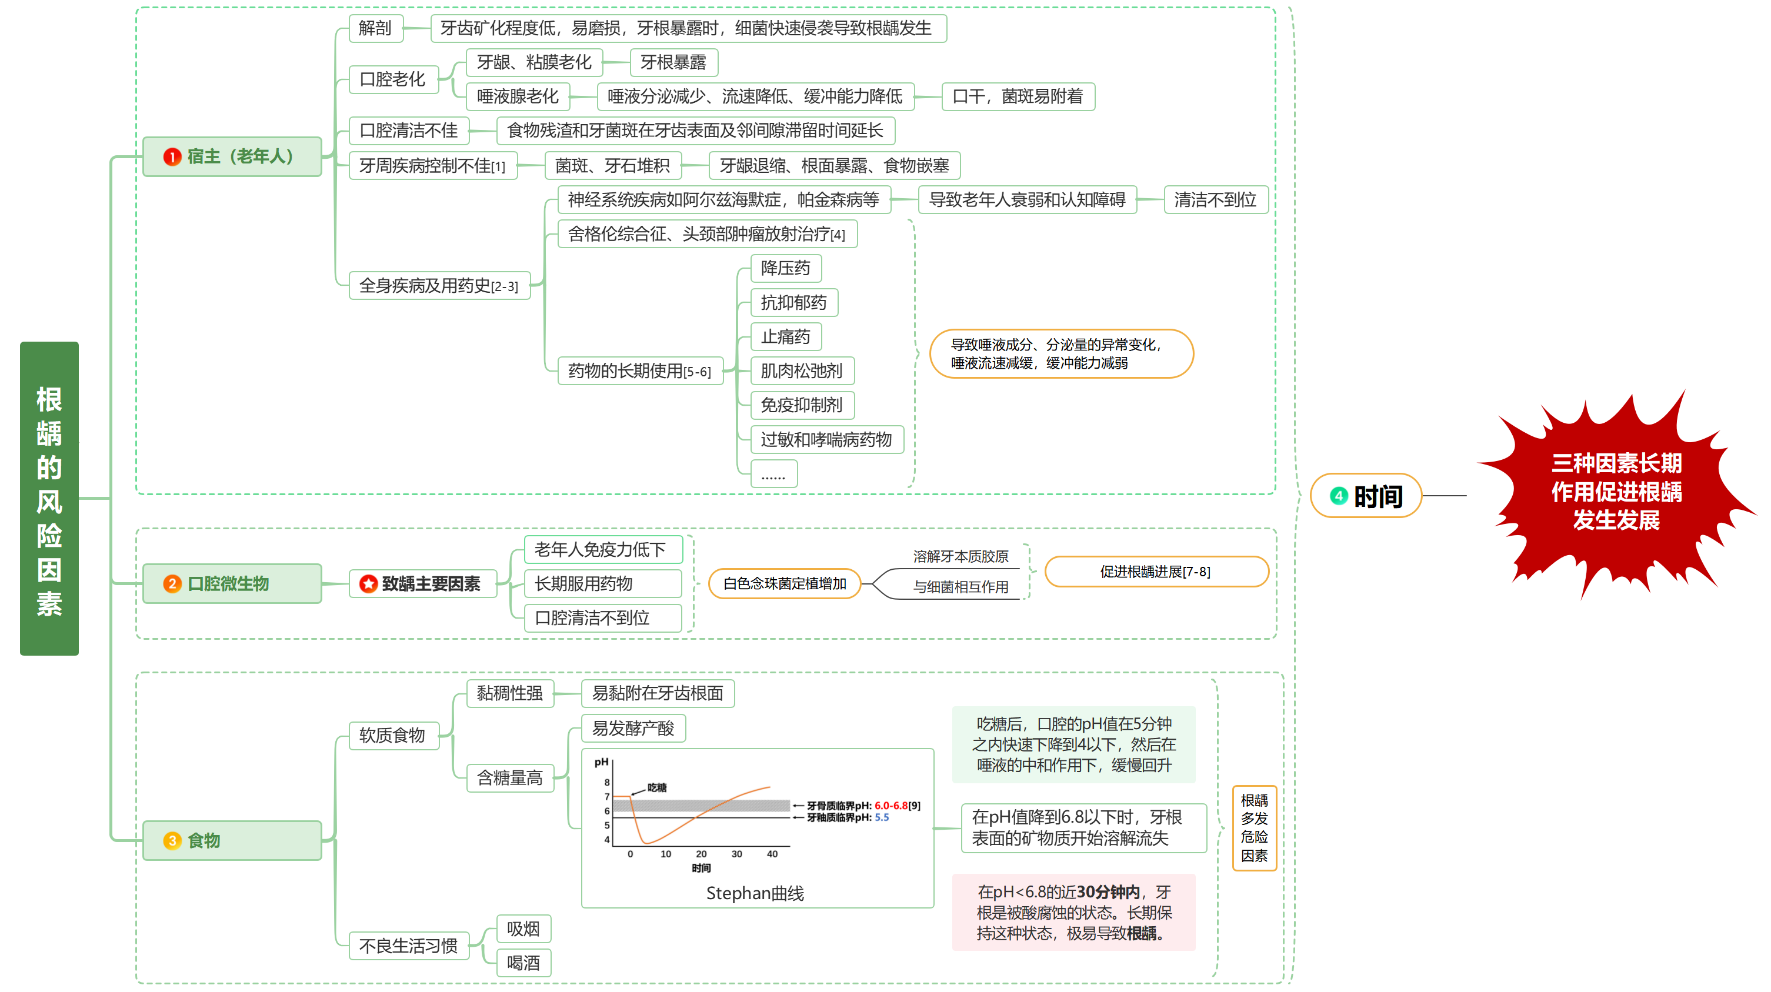 根龋的风险因素
1 宿主（老年人）
解剖
牙齿矿化程度低，易磨损，牙根暴露时，细菌快速侵袭导致根龋发生
口腔老化
牙龈、粘膜老化
牙根暴露
唾液腺老化
唾液分泌减少、流速降低、缓冲能力降低
口干，菌斑易附着
口腔清洁不佳
食物残渣和牙菌斑在牙齿表面及邻间隙滞留时间延长
牙周疾病控制不佳[1]
菌斑、牙石堆积
牙龈退缩、根面暴露、食物嵌塞
全身疾病及用药史[2-3]
神经系统疾病如阿尔兹海默症，帕金森病等
导致老年人衰弱和认知障碍
清洁不到位
舍格伦综合征、头颈部肿瘤放射治疗[4]
药物的长期使用[5-6]
降压药
抗抑郁药
止痛药
肌肉松弛剂
免疫抑制剂
过敏和哮喘病药物
......
导致唾液成分、分泌量的异常变化，
唾液流速减缓，缓冲能力减弱
2 口腔微生物
致龋主要因素
老年人免疫力低下
长期服用药物
口腔清洁不到位
白色念珠菌定植增加
溶解牙本质胶原
与细菌相互作用
促进根龋进展[7-8]
3 食物
软质食物
黏稠性强
易黏附在牙齿根面
含糖量高
易发酵产酸
pH
8
7
6
5
4
吃糖
牙骨质临界pH: 6.0-6.8[9]
牙釉质临界pH: 5.5
0 10 20 30 40
时间
Stephan曲线
吃糖后，口腔的pH值在5分钟
之内快速下降到4以下，然后在
唾液的中和作用下，缓慢回升
在pH值降到6.8以下时，牙根
表面的矿物质开始溶解流失
在pH<6.8的近30分钟内，牙
根是被酸腐蚀的状态。长期保
持这种状态，极易导致根龋。
不良生活习惯
吸烟
喝酒
根龋
多发
危险
因素
4 时间
三种因素长期
作用促进根龋
发生发展